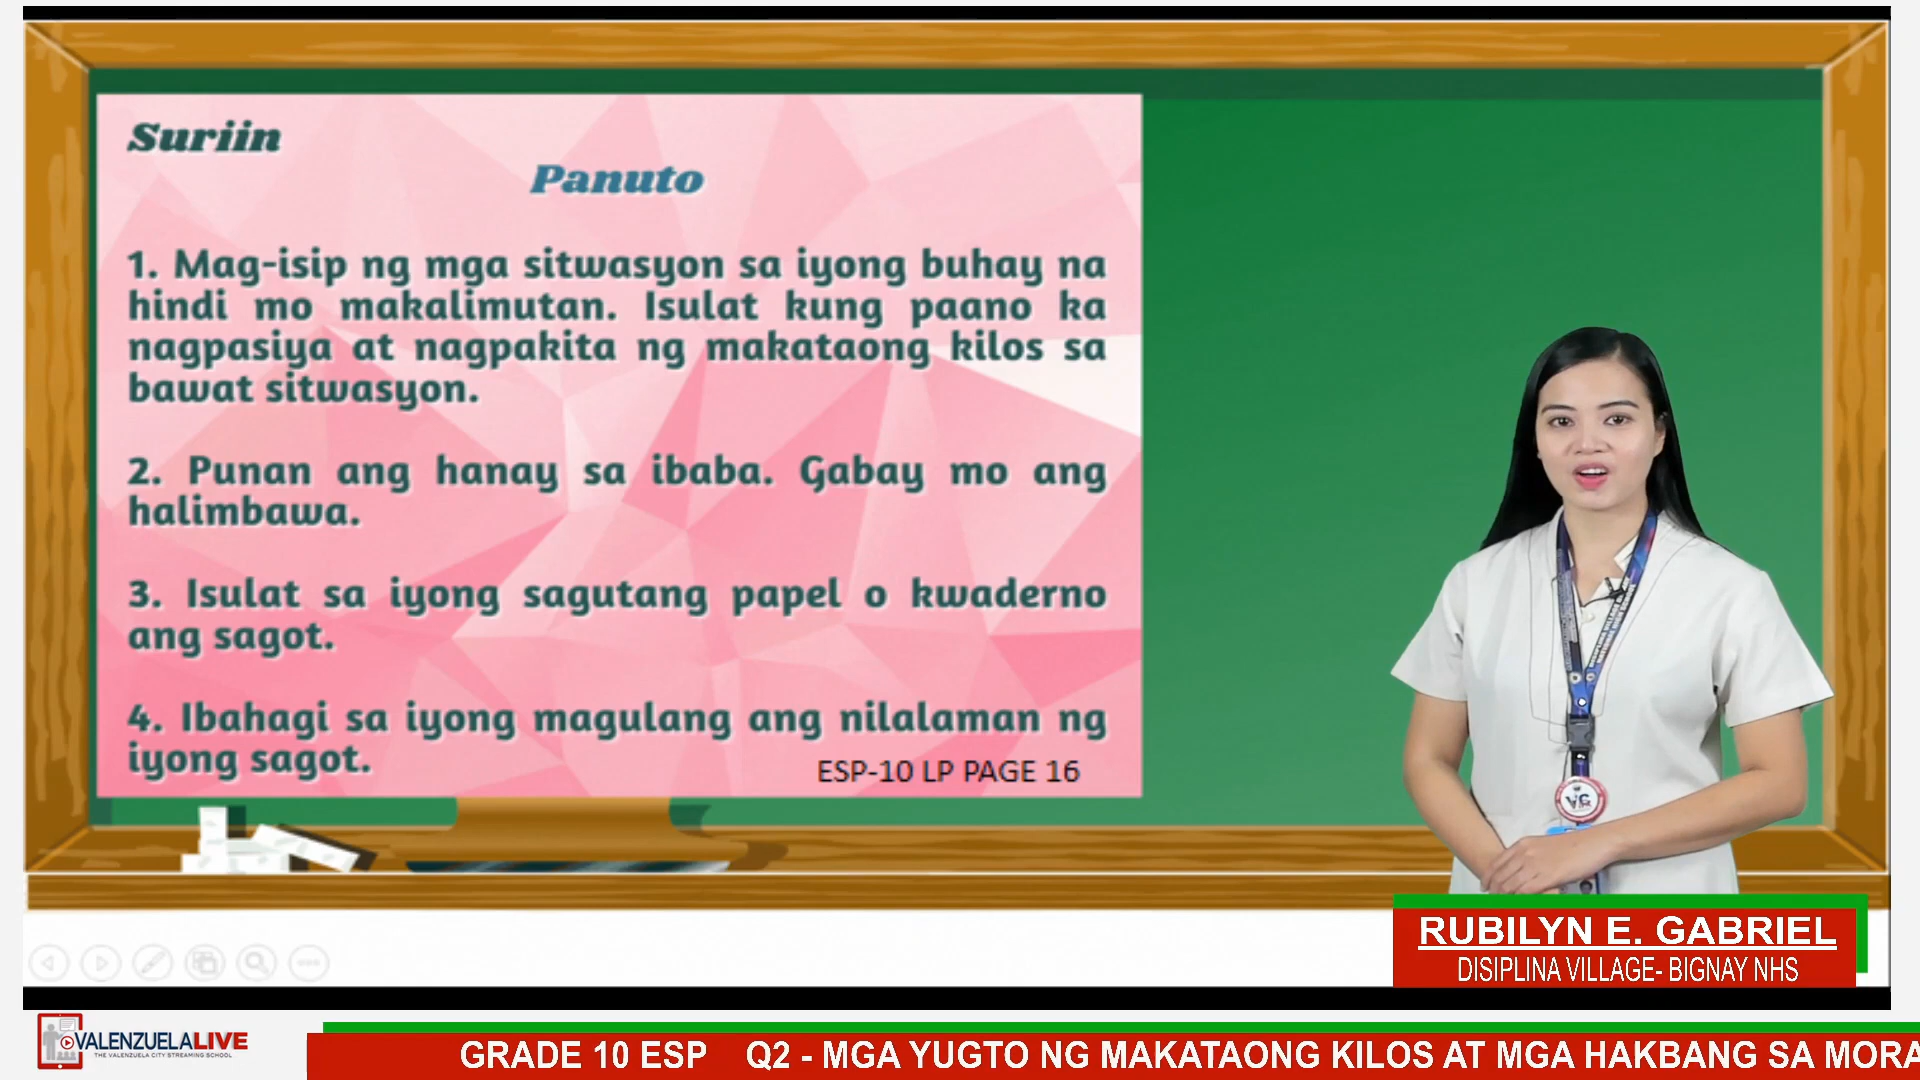 Suriin
Panuto
1. Mag-isip ng mga sitwasyon sa iyong buhay na
hindi mo makalimutan. Isulat kung paano ka
nagpasiya at nagpakita ng makataong kilos sa
bawat sitwasyon.
2. Punan ang hanay sa ibaba. Gabay mo ang
halimbawa.
3. Isulat sa iyong sagutang papel o kwaderno
ang sagot.
4. Ibahagi sa iyong magulang ang nilalaman ng
iyong sagot.
ESP-10 LP PAGE 16
RUBILYN E. GABRIEL
DISIPLINA VILLAGE- BIGNAY NHS
VALENZUELALIVE
THE VALENZUELA CITY STREAMING SCHOOL
GRADE 10 ESP Q2 - MGA YUGTO NG MAKATAONG KILOS AT MGA HAKBANG SA MORA